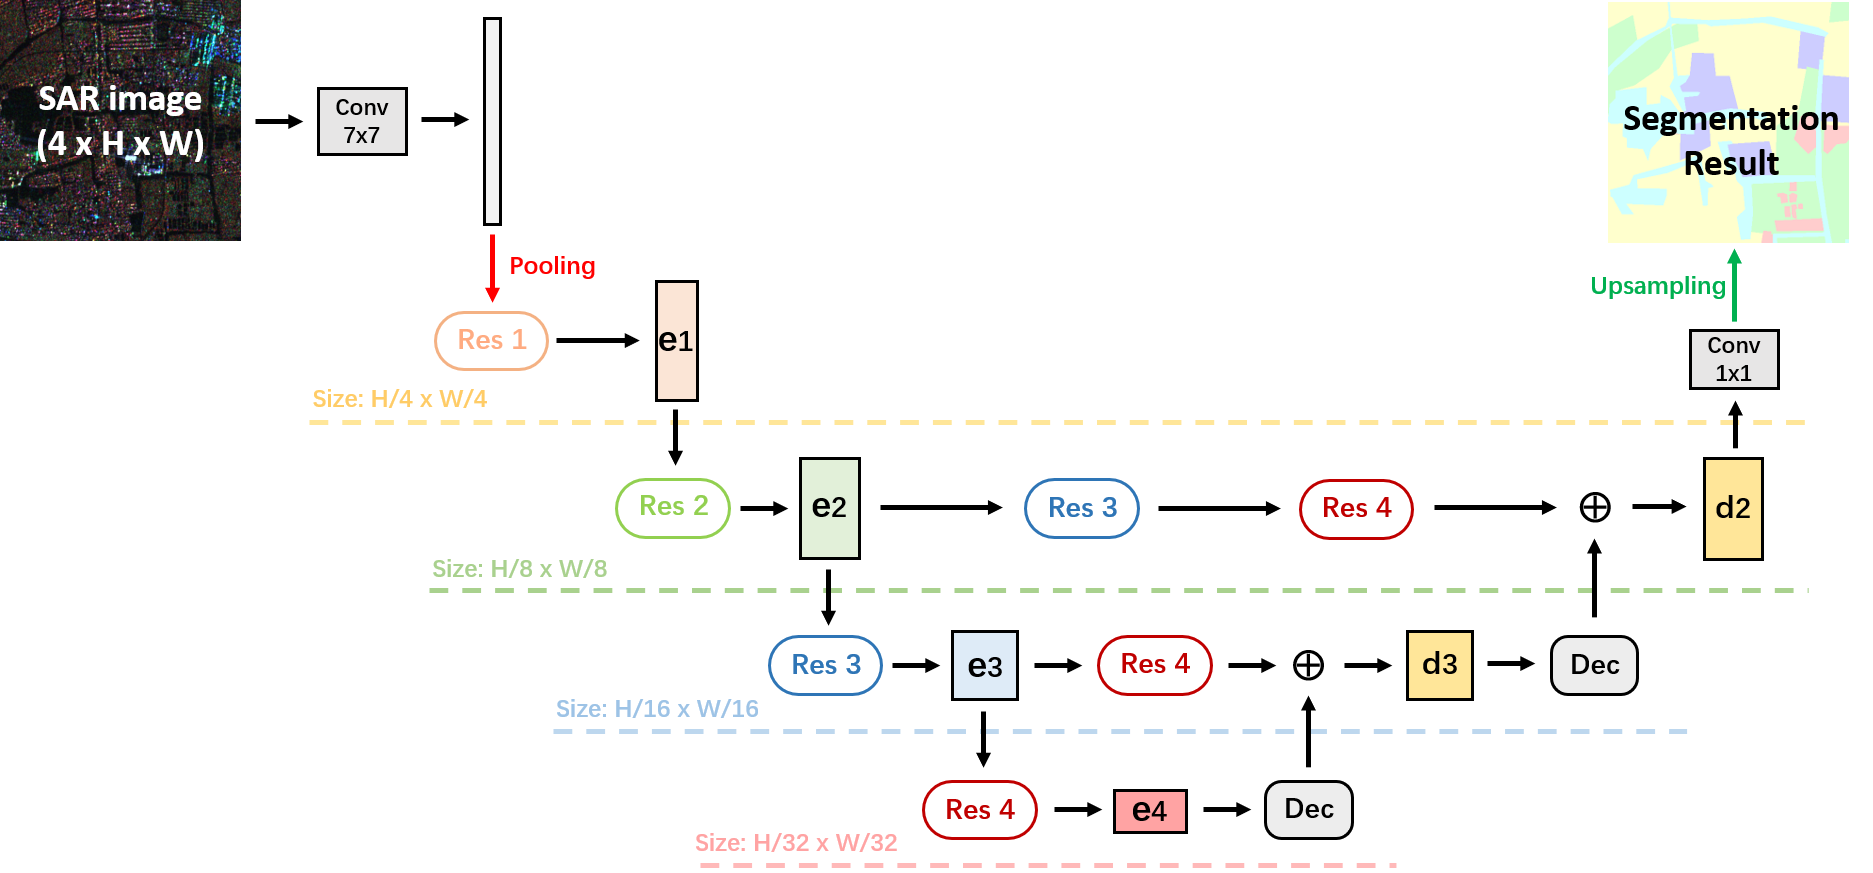 SAR image
(4 x H x W)
Conv
7x7
Pooling
Res 1
e1
Size: H/4 x W/4
Segmentation
Result
Upsampling
Conv
1x1
Res 2
e2
Res 3
Res 4
d2
Size: H/8 x W/8
Res 3
e3
Res 4
d3
Dec
Size: H/16 x W/16
Res 4
e4
Dec
Size: H/32 x W/32